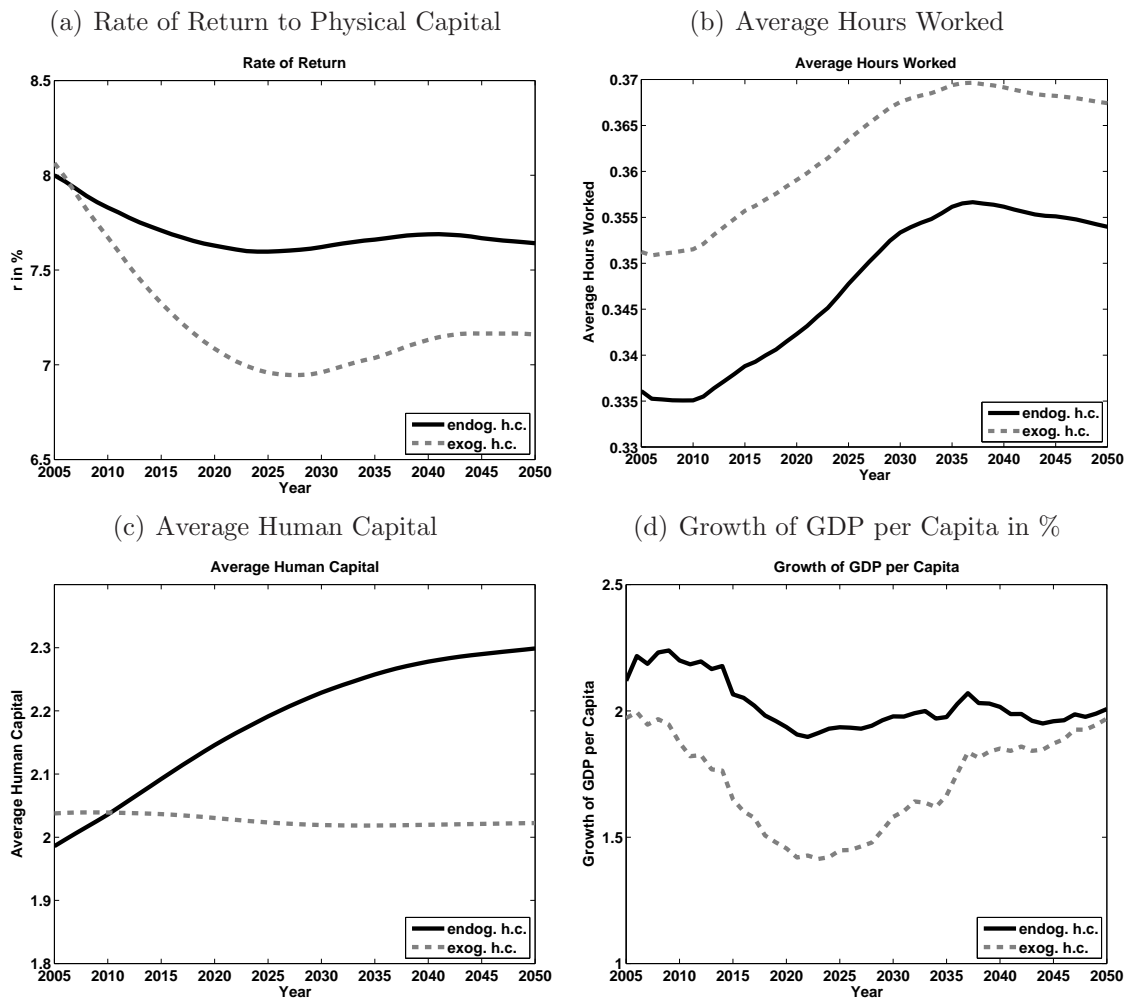 (a) Rate of Return to Physical Capital
Rate of Return
8.5
8
7.5
7
6.5
r in %
2005 2010 2015 2020 2025 2030 2035 2040 2045 2050
Year
endog. h.c.
exog. h.c.
(b) Average Hours Worked
Average Hours Worked
0.37
0.365
0.36
0.355
0.35
0.345
0.34
0.335
0.33
Average Hours Worked
2005 2010 2015 2020 2025 2030 2035 2040 2045 2050
Year
endog. h.c.
exog. h.c.
(c) Average Human Capital
Average Human Capital
2.3
2.2
2.1
2
1.9
1.8
Average Human Capital
2005 2010 2015 2020 2025 2030 2035 2040 2045 2050
Year
endog. h.c.
exog. h.c.
(d) Growth of GDP per Capita in %
Growth of GDP per Capita
2.5
2
1.5
1
Growth of GDP per Capita
2005 2010 2015 2020 2025 2030 2035 2040 2045 2050
Year
endog. h.c.
exog. h.c.